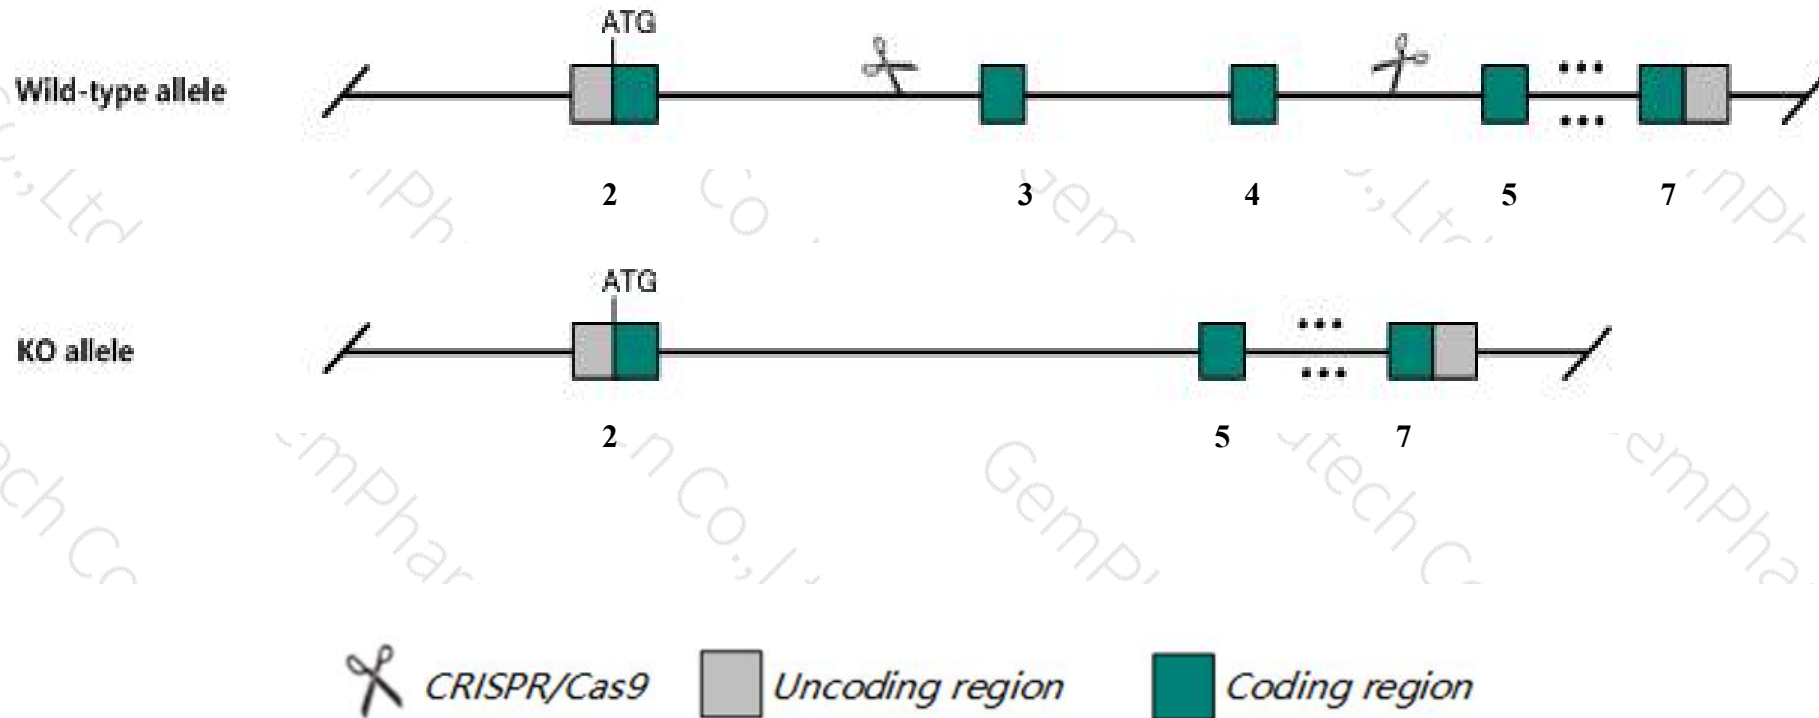 ATG
Wild-type allele
2 3 4 5 7
ATG
KO allele
2 5 7
CRISPR/Cas9 Uncoding region Coding region